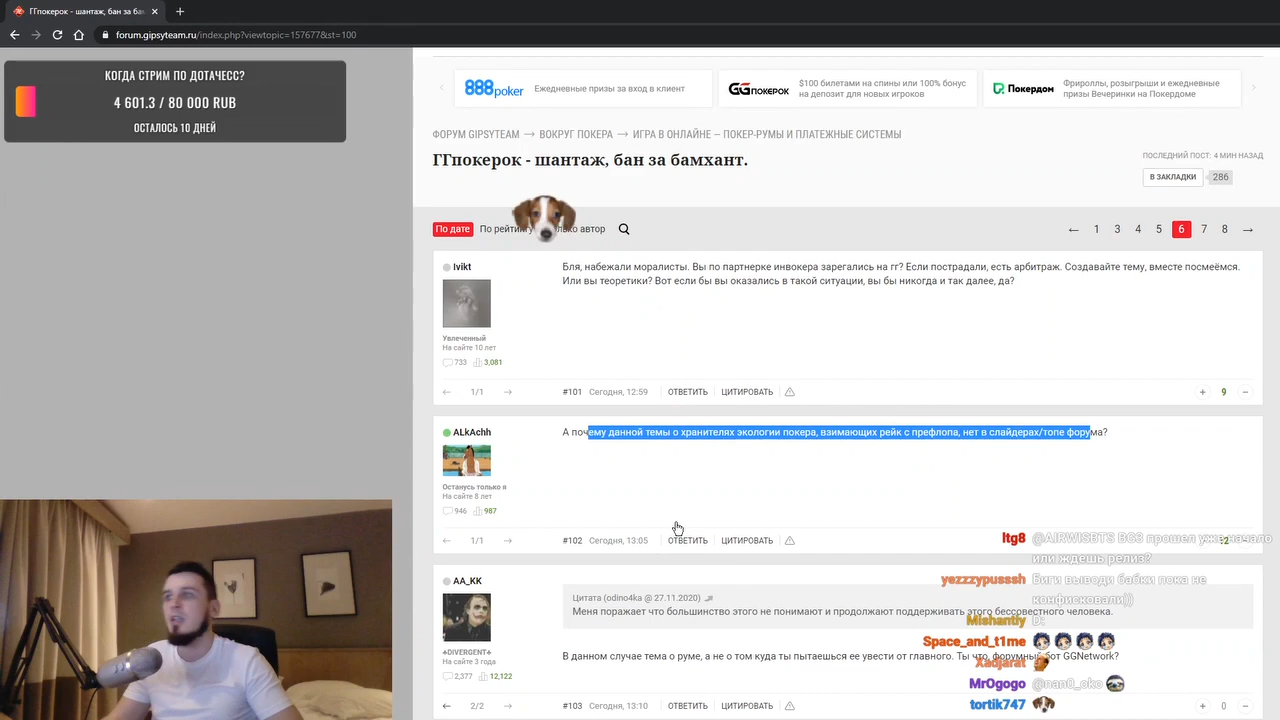 ГГпокерок - шантаж, бан за ба
forum.gipsyteam.ru/index.php?viewtopic=157677&st=100
КОГДА СТРИМ ПО ДОТАЧЕСС?
4 601.3 / 80 000 RUB
ОСТАЛОСЬ 10 ДНЕЙ
888poker
Ежедневные призы за вход в клиент
GGПОКЕРОК
$100 билетами на спины или 100% бонус
на депозит для новых игроков
Покердом
Фрироллы, розыгрыши и ежедневные
призы Вечеринки на Покердоме
ФОРУМ GIPSYTEAM → ВОКРУГ ПОКЕРА → ИГРА В ОНЛАЙНЕ – ПОКЕР-РУМЫ И ПЛАТЕЖНЫЕ СИСТЕМЫ
ГГпокерок - шантаж, бан за бамхант.
ПОСЛЕДНИЙ ПОСТ: 4 МИН НАЗАД
В ЗАКЛАДКИ 286
По дате По рейтингу автор
← 1 3 4 5 6 7 8 →
lvikt
Бля, набежали моралисты. Вы по партнерке инвокера зарегались на гг? Если пострадали, есть арбитраж. Создавайте тему, вместе посмеёмся.
Или вы теоретики? Вот если бы вы оказались в такой ситуации, вы бы никогда и так далее, да?
Увлеченный
На сайте 10 лет
733 3,081
← 1/1 → #101 Сегодня, 12:59 ОТВЕТИТЬ ЦИТИРОВАТЬ + 9 −
ALkAchh
А почему данной темы о хранителях экологии покера, взимающих рейк с префлопа, нет в слайдерах/топе форума?
Останусь только я
На сайте 8 лет
946 987
← 1/1 → #102 Сегодня, 13:05 ОТВЕТИТЬ ЦИТИРОВАТЬ
AA_KK
Цитата (odino4ka @ 27.11.2020)
Меня поражает что большинство этого не понимают и продолжают поддерживать этого бессовестного человека.
В данном случае тема о руме, а не о том куда ты пытаешься ее увести от главного. Ты что, форумный бот GGNetwork?
♣DIVERGENT♣
На сайте 3 года
2,377 12,122
← 2/2 → #103 Сегодня, 13:10 ОТВЕТИТЬ ЦИТИРОВАТЬ + 0 −
ltg8 @AIRWISBTS BG3 прошел уже начало
или ждешь релиз?
yezzzypusssh Биги выводи бабки пока не
конфисковали))
Mishantiy D:
Space_and_t1me
Xadjarat
MrOgogo @nan0_oko
tortik747